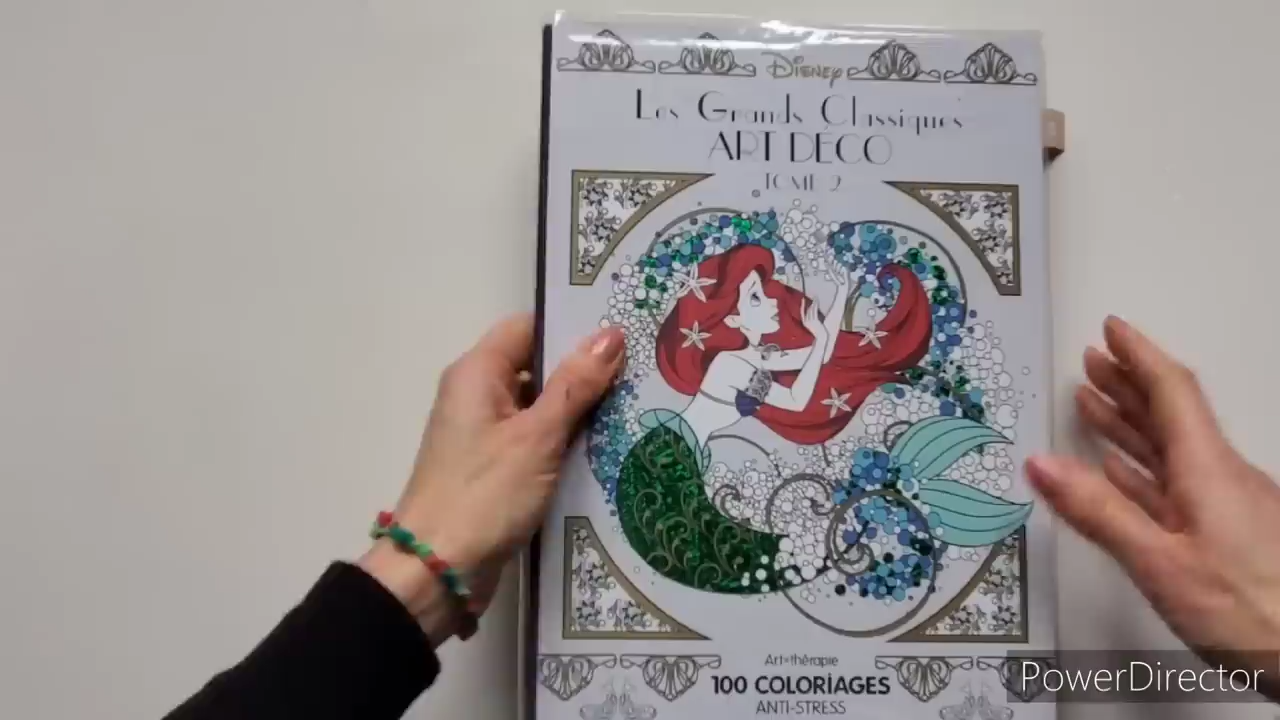 Disney
Les Grands Classiques
ART DÉCO
TOME 2
Art-thérapie
100 COLORIAGES
ANTI-STRESS
PowerDirector